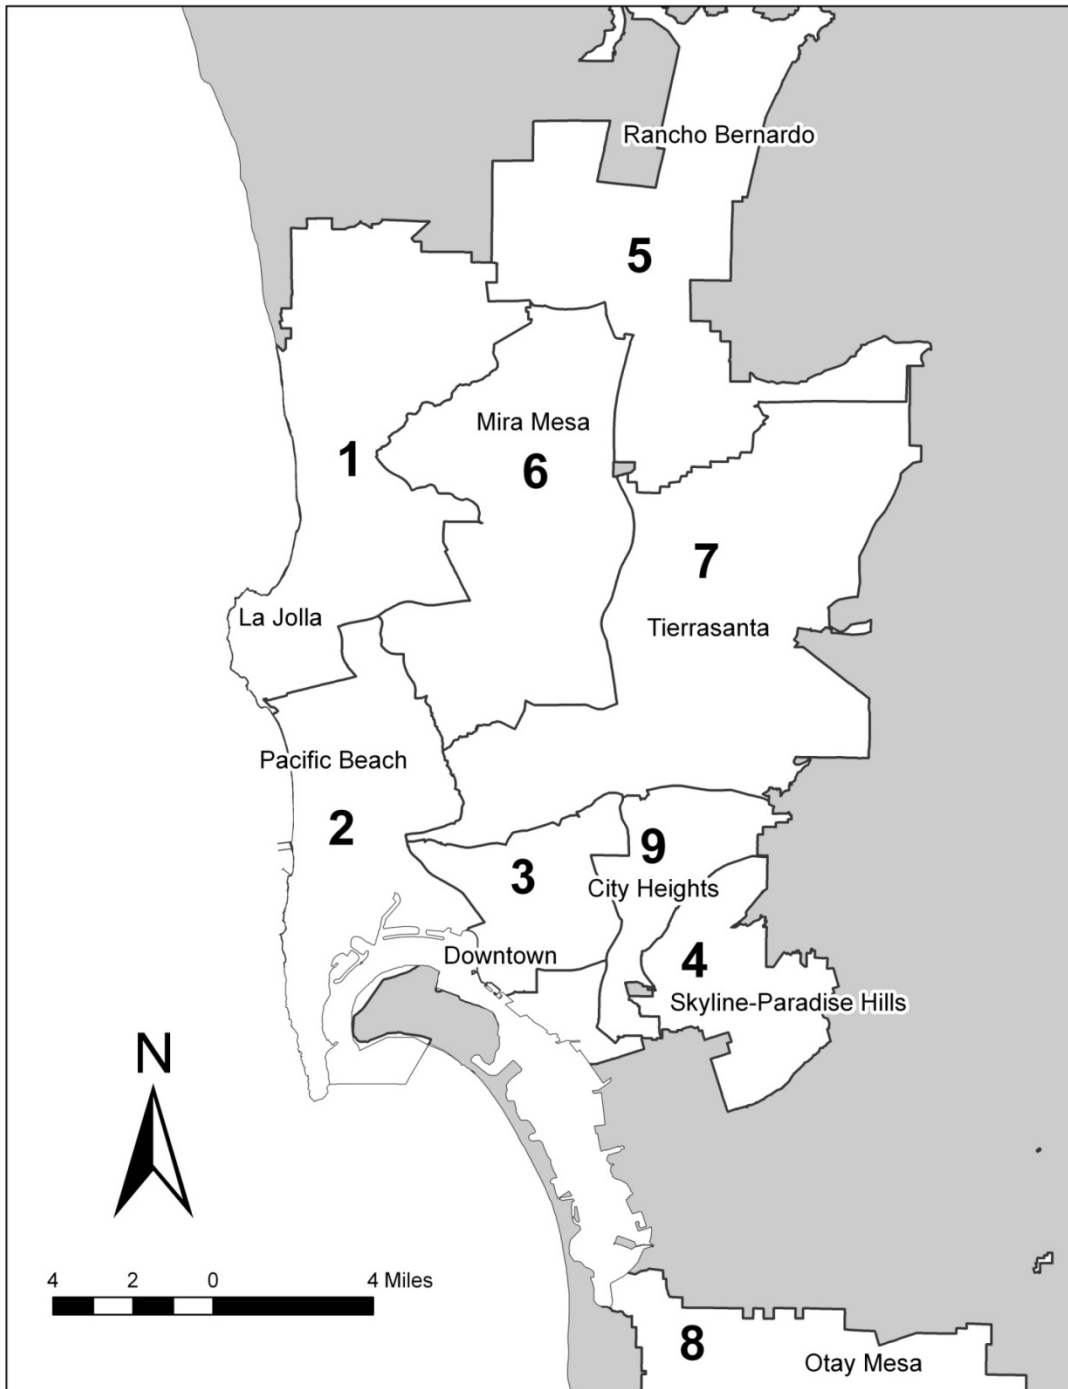 Rancho Bernardo
5
Mira Mesa
1
6
7
La Jolla
Tierrasanta
Pacific Beach
2
9
3
City Heights
Downtown
4
Skyline-Paradise Hills
N
4 2 0 4 Miles
8
Otay Mesa